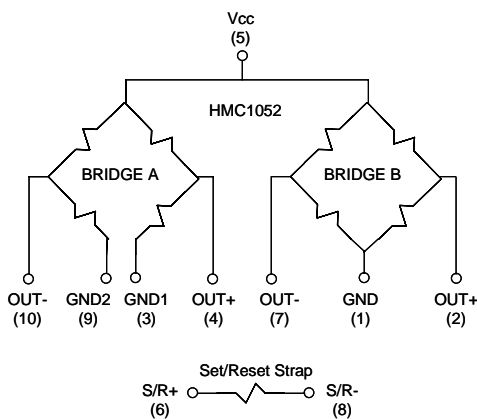 Vcc
(5)
HMC1052
BRIDGE A
BRIDGE B
OUT-
(10)
GND2
(9)
GND1
(3)
OUT+
(4)
OUT-
(7)
GND
(1)
OUT+
(2)
Set/Reset Strap
S/R+
(6)
S/R-
(8)